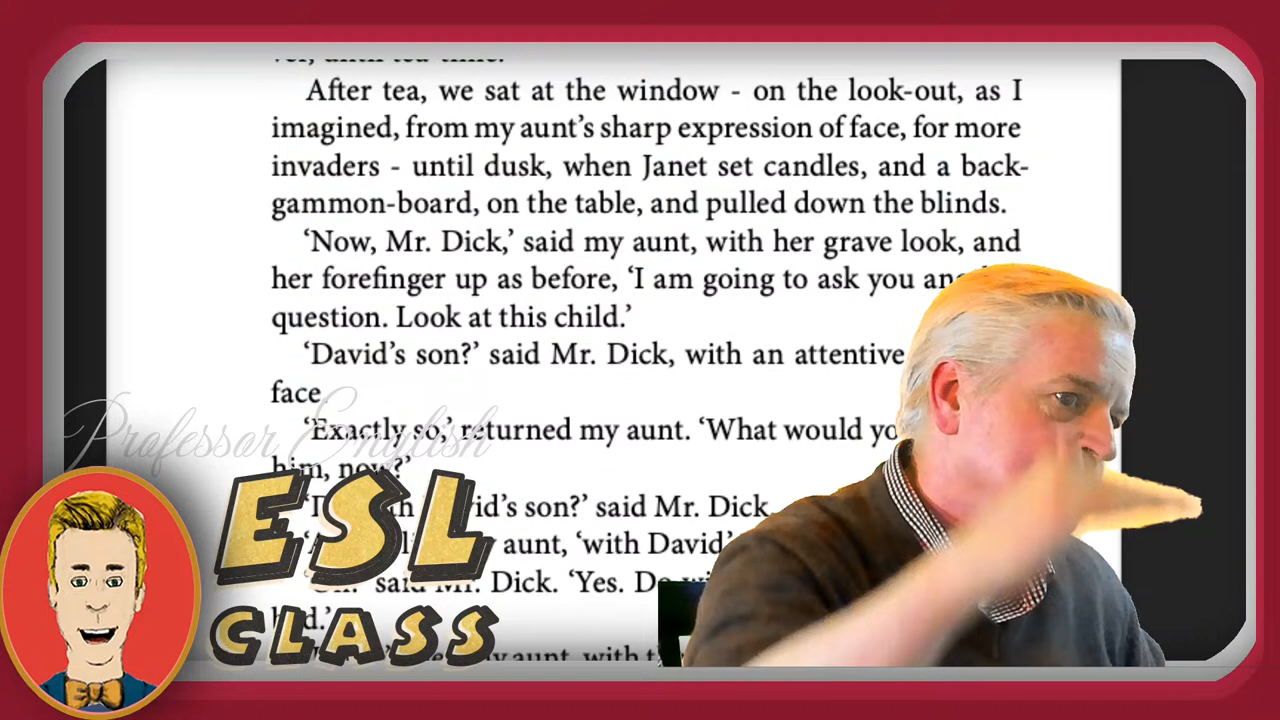 After tea, we sat at the window - on the look-out, as I
imagined, from my aunt's sharp expression of face, for more
invaders - until dusk, when Janet set candles, and a back-
gammon-board, on the table, and pulled down the blinds.
‘Now, Mr. Dick,’ said my aunt, with her grave look, and
her forefinger up as before, ‘I am going to ask you
question. Look at this child.’
‘David's son?’ said Mr. Dick, with an attentive
face
‘Exactly so,’ returned my aunt. ‘What would
him, now?’
son?’ said Mr. Dick
aunt, ‘with
said Mr. Dick. ‘Yes.
Professor English
ESL
CLASS